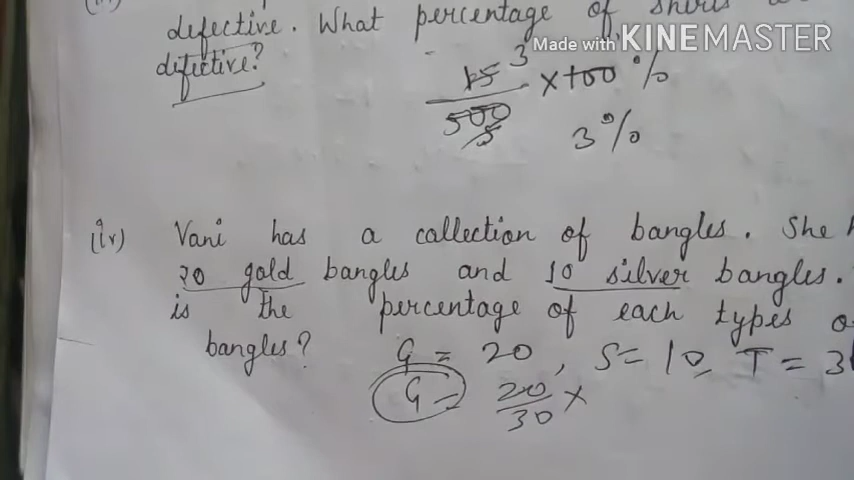 defective. What percentage of shirts
defective?
15 3 × 100 %
500 5
3%
Made with KINEMASTER
(iv) Vani has a collection of bangles. She
20 gold bangles and 10 silver bangles.
is the percentage of each types
bangles? G = 20, S = 10, T = 3
G = 20/30 ×